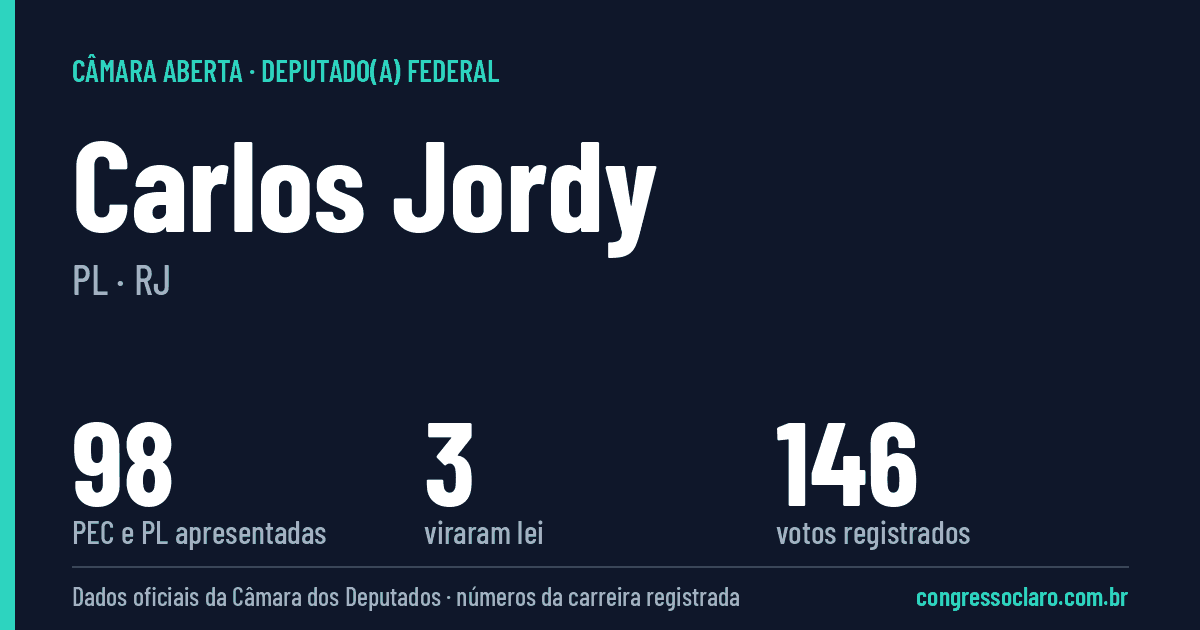 CÂMARA ABERTA · DEPUTADO(A) FEDERAL
Carlos Jordy
PL · RJ
98
PEC e PL apresentadas
3
viraram lei
146
votos registrados
Dados oficiais da Câmara dos Deputados · números da carreira registrada
congressoclaro.com.br